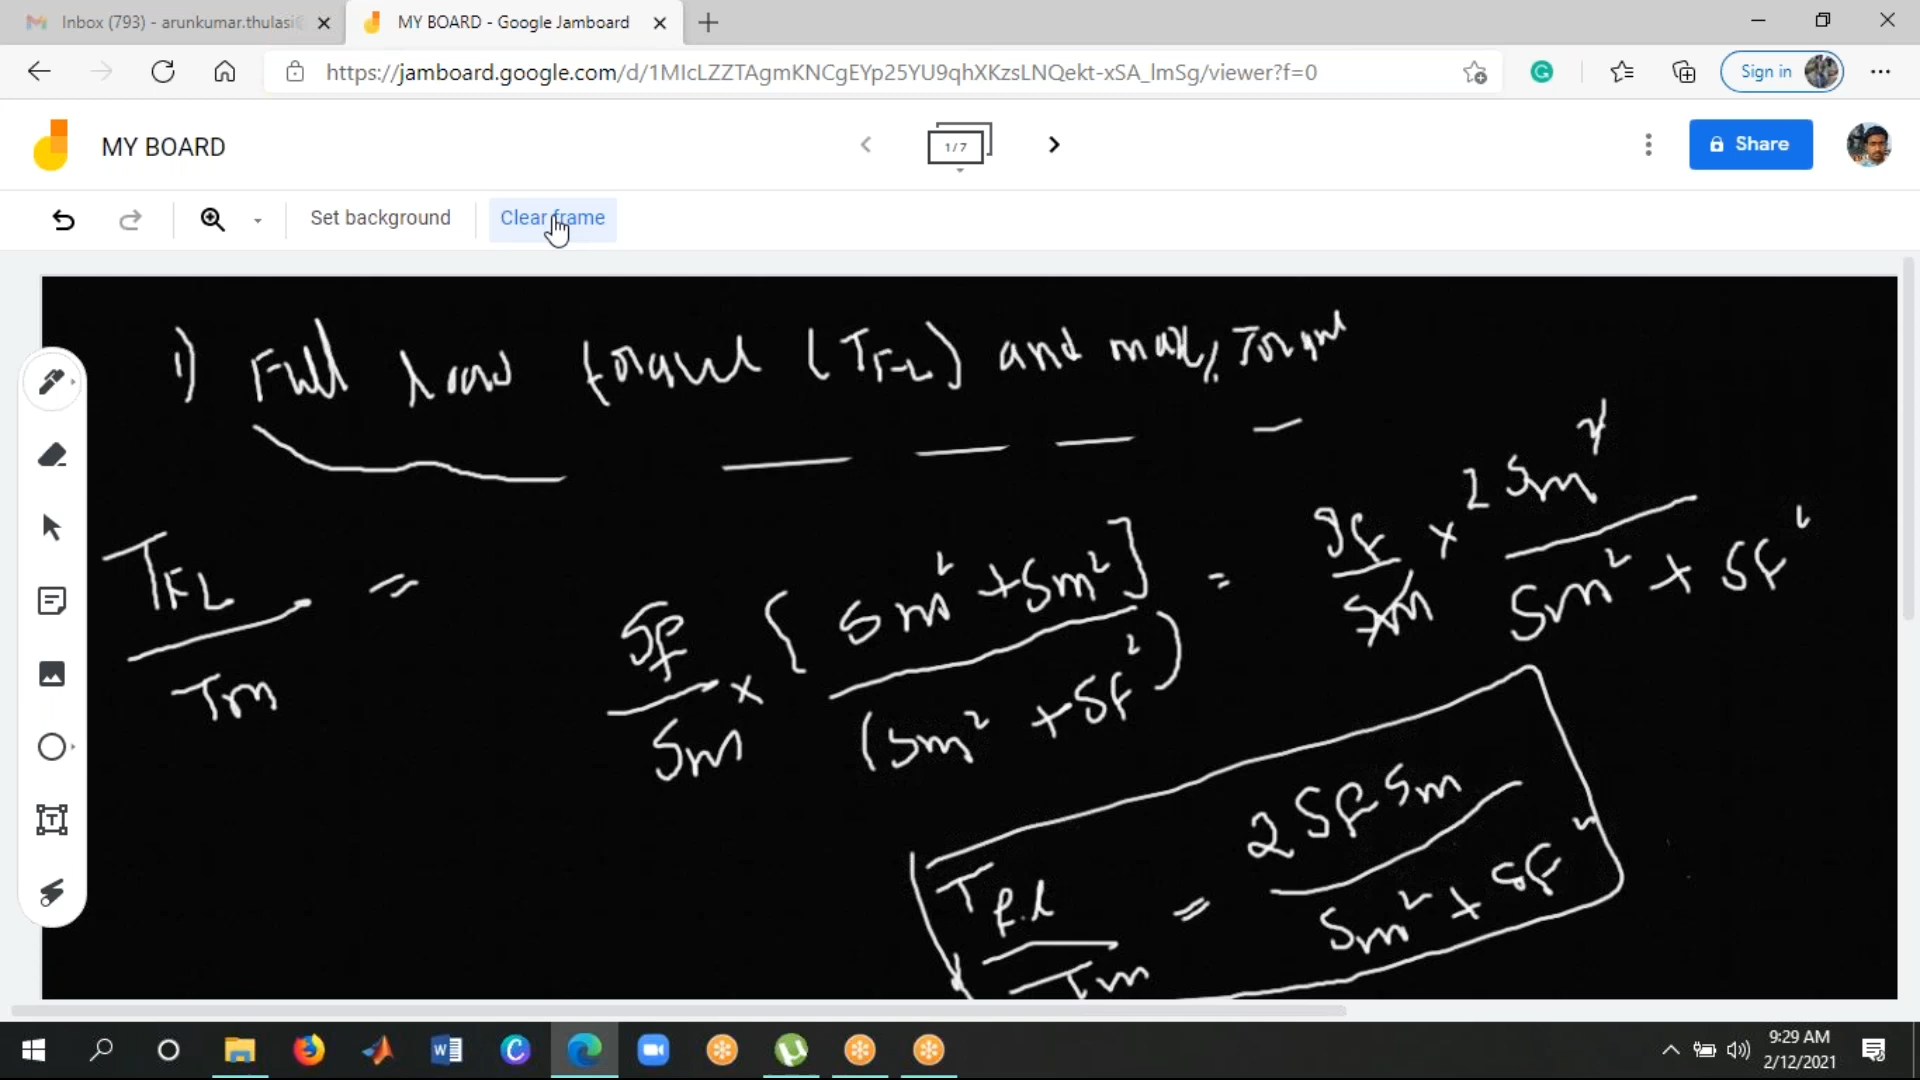 Inbox (793) - arunkumar.thulasi@
MY BOARD - Google Jamboard
https://jamboard.google.com/d/1MIcLZZTAgmKNCgEYp25YU9qhXKzsLNQekt-xSA_lmSg/viewer?f=0
Sign in
MY BOARD
1/7
Share
Set background
Clear frame
1) Full load torque (TFL) and max. Torque
TFL/Tm = Sf/Sm × [Sm² + Sm²]/(Sm² + Sf²) = Sf/Sm × 2Sm²/Sm² + Sf²
Tf.l/Tm = 2 Sf Sm/Sm² + Sf²
9:29 AM
2/12/2021